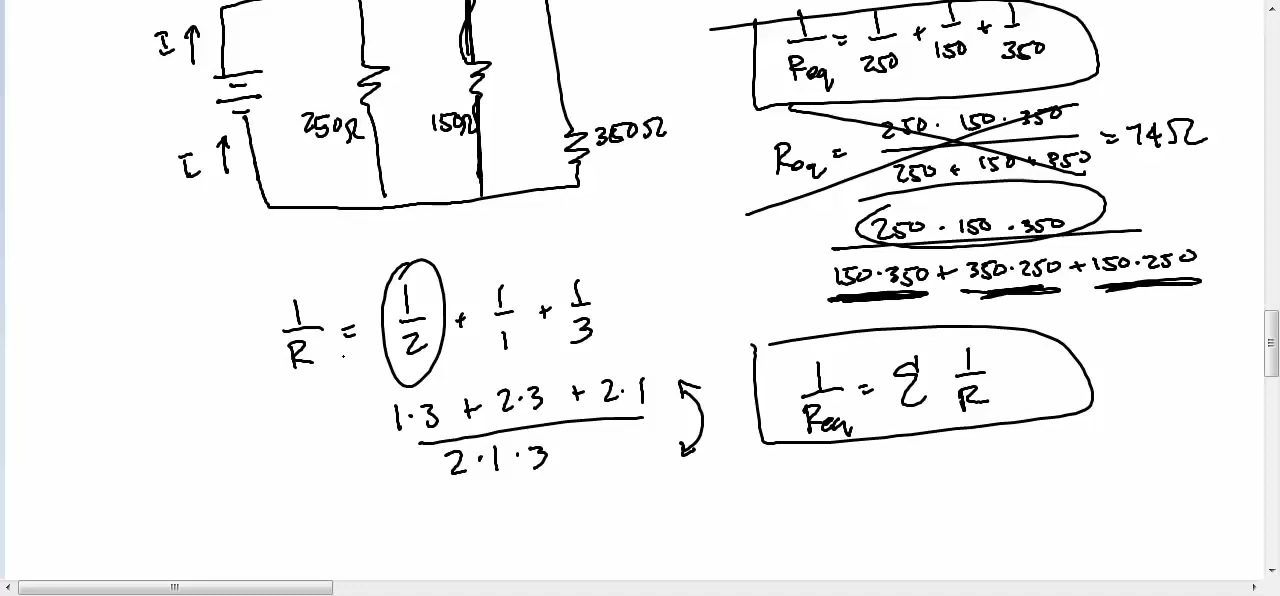 I ↑
250Ω 150Ω 350Ω
I ↑
1/Req = 1/250 + 1/150 + 1/350
Req = 250 · 150 · 350 / 250 + 150 + 350 = 74Ω
250 · 150 · 350 / 150·350 + 350·250 + 150·250
1/R = 1/2 + 1/1 + 1/3
1·3 + 2·3 + 2·1 / 2·1·3
1/Req = Σ 1/R